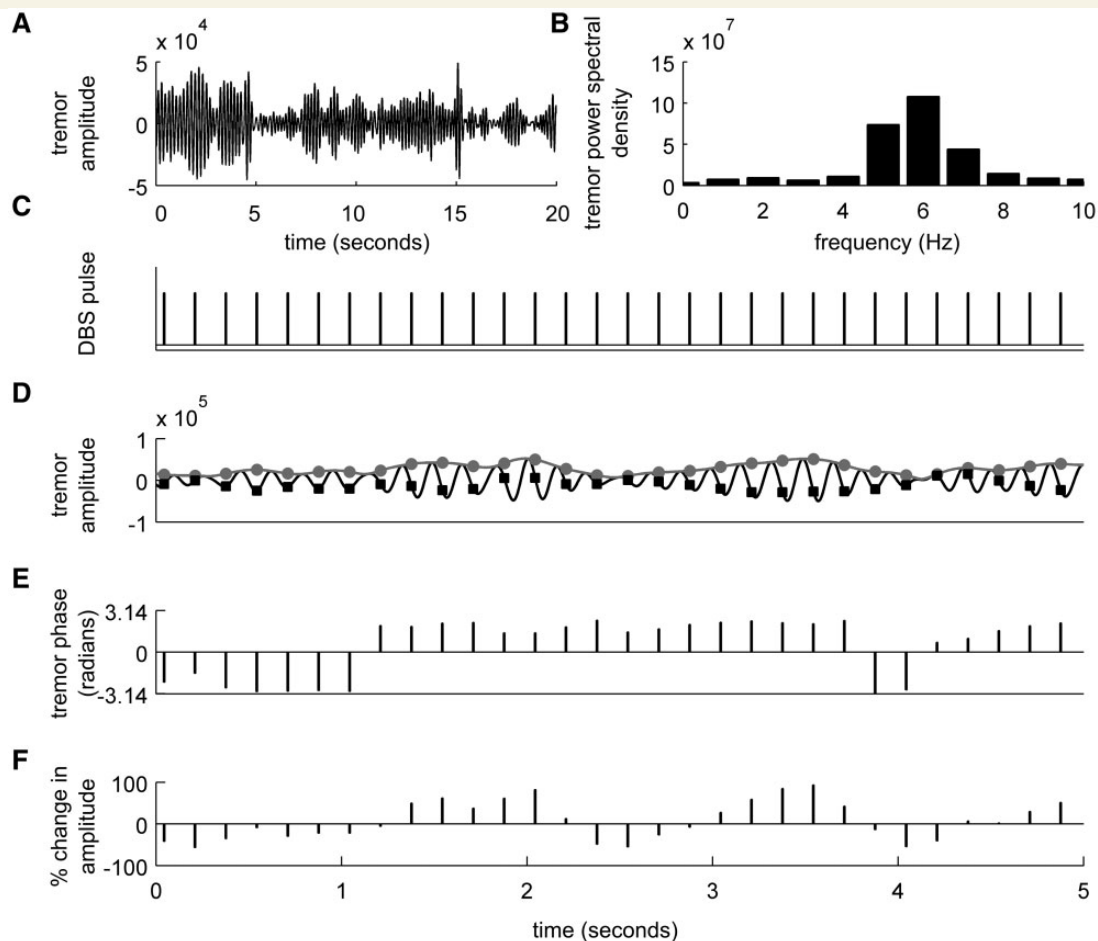 A
x 10^4
tremor
amplitude
5
0
-5
0 5 10 15 20
time (seconds)
B
x 10^7
tremor power spectral
density
15
10
5
0
0 2 4 6 8 10
frequency (Hz)
C
DBS pulse
D
x 10^5
tremor
amplitude
1
0
-1
E
tremor phase
(radians)
3.14
0
-3.14
F
% change in
amplitude
100
0
-100
0 1 2 3 4 5
time (seconds)